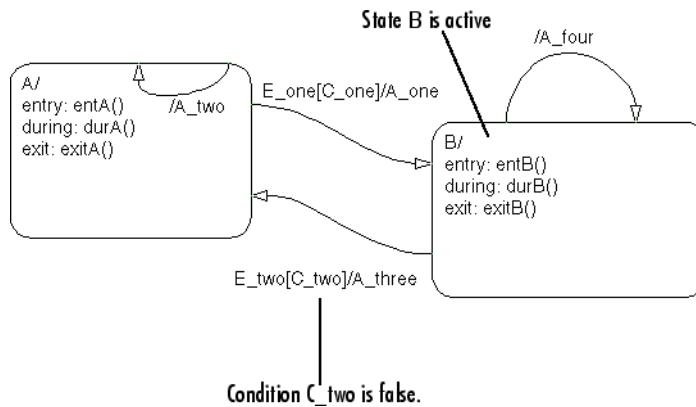 State B is active
/A_four
A/
entry: entA()
during: durA()
exit: exitA()
/A_two
E_one[C_one]/A_one
B/
entry: entB()
during: durB()
exit: exitB()
E_two[C_two]/A_three
Condition C_two is false.